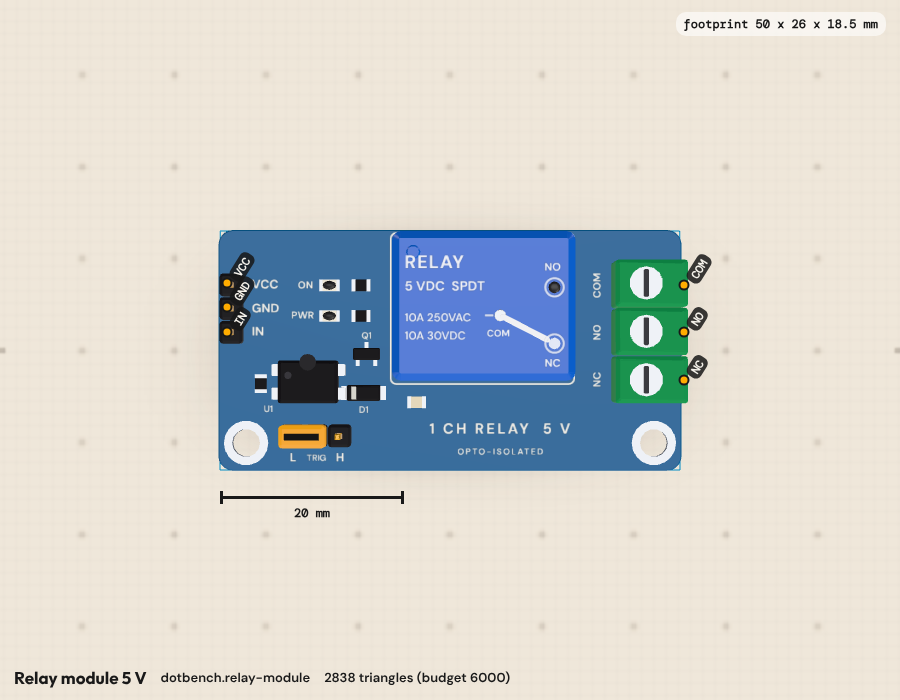 footprint 50 x 26 x 18.5 mm
VCC
GND
IN
VCC
GND
IN
ON
PWR
Q1
U1
D1
L TRIG H
RELAY
5 VDC SPDT
10A 250VAC
10A 30VDC
NO
COM
NC
1 CH RELAY 5 V
OPTO-ISOLATED
COM
NO
NC
COM
NO
NC
20 mm
Relay module 5 V dotbench.relay-module 2838 triangles (budget 6000)